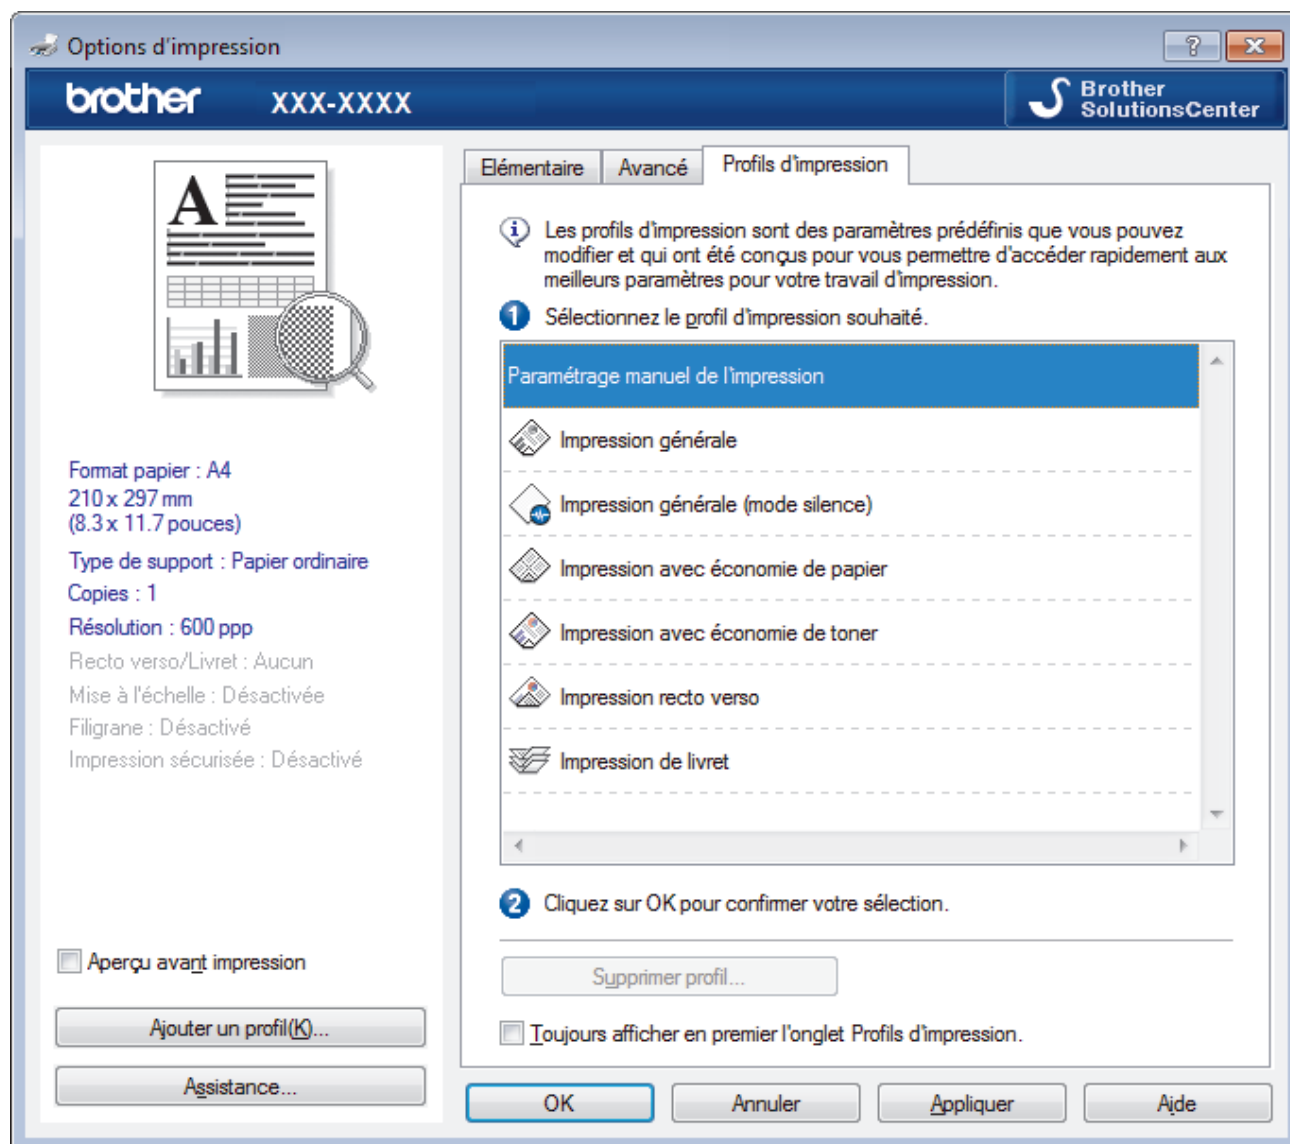 Options d'impression
brother XXX-XXXX
Brother
SolutionsCenter
A
Format papier : A4
210 x 297 mm
(8.3 x 11.7 pouces)
Type de support : Papier ordinaire
Copies : 1
Résolution : 600 ppp
Recto verso/Livret : Aucun
Mise à l'échelle : Désactivée
Filigrane : Désactivé
Impression sécurisée : Désactivé
Aperçu avant impression
Ajouter un profil(K)...
Assistance...
Elémentaire Avancé Profils d'impression
Les profils d'impression sont des paramètres prédéfinis que vous pouvez
modifier et qui ont été conçus pour vous permettre d'accéder rapidement aux
meilleurs paramètres pour votre travail d'impression.
1 Sélectionnez le profil d'impression souhaité.
Paramétrage manuel de l'impression
Impression générale
Impression générale (mode silence)
Impression avec économie de papier
Impression avec économie de toner
Impression recto verso
Impression de livret
2 Cliquez sur OK pour confirmer votre sélection.
Supprimer profil...
Toujours afficher en premier l'onglet Profils d'impression.
OK Annuler Appliquer Aide